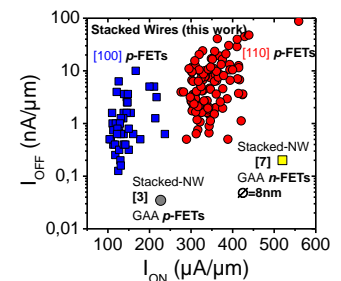 100
Stacked Wires (this work)
[100] p-FETs
[110] p-FETs
10
1
0,1
0,01
I_OFF (nA/µm)
Stacked-NW
[3]
GAA p-FETs
Stacked-NW
[7]
GAA n-FETs
Ø=8nm
100 200 300 400 500 600
I_ON (µA/µm)